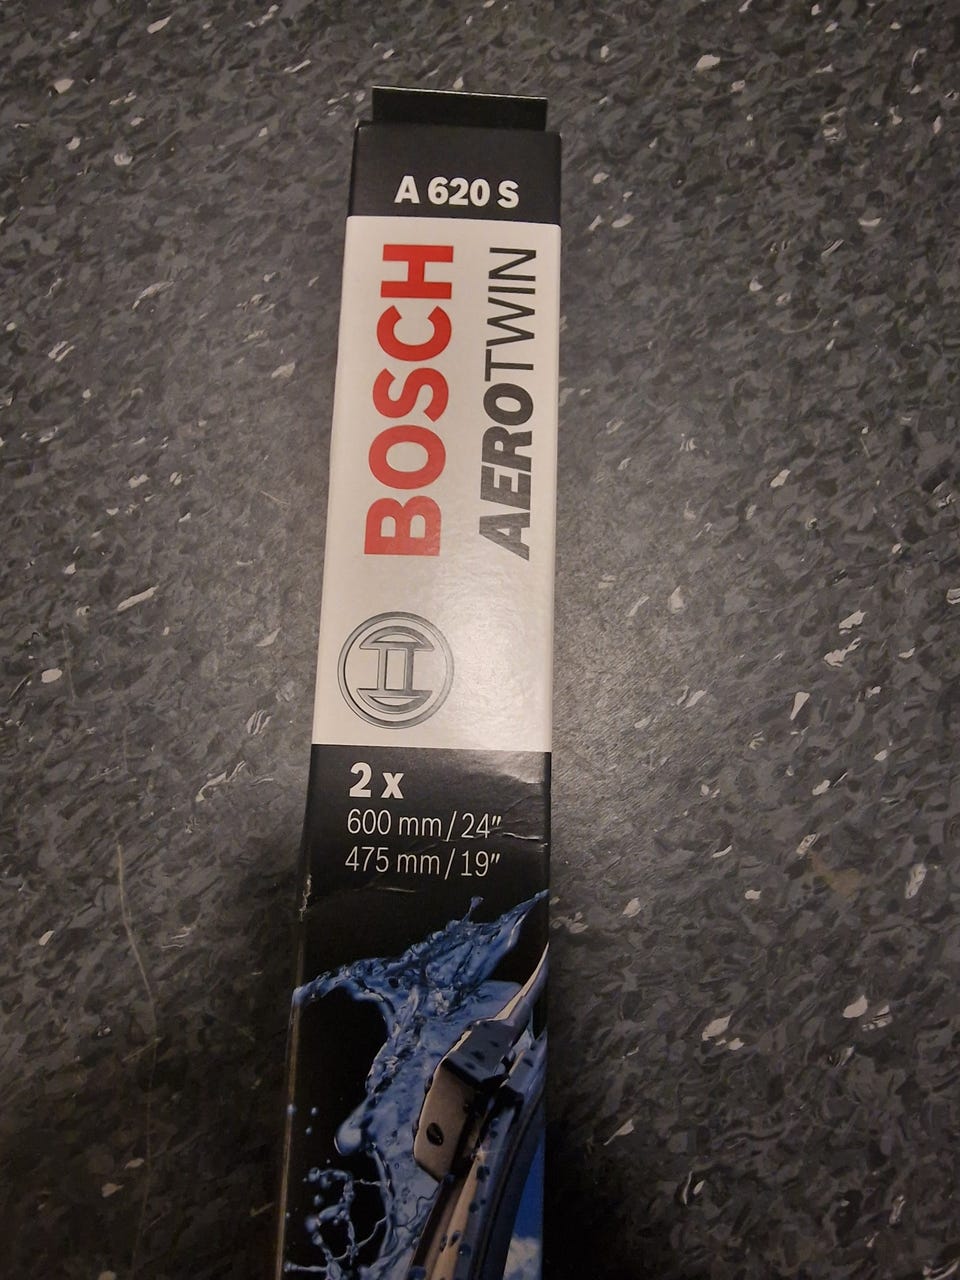 A 620 S
BOSCH
AEROTWIN
2 x
600 mm / 24"
475 mm / 19"